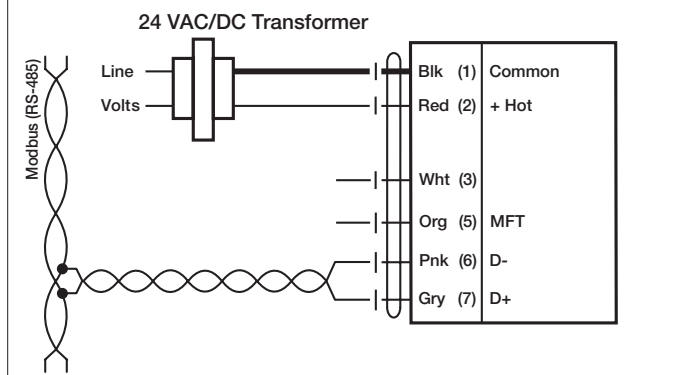 24 VAC/DC Transformer
Modbus (RS-485)
Line
Volts
Blk (1) Common
Red (2) + Hot
Wht (3)
Org (5) MFT
Pnk (6) D-
Gry (7) D+